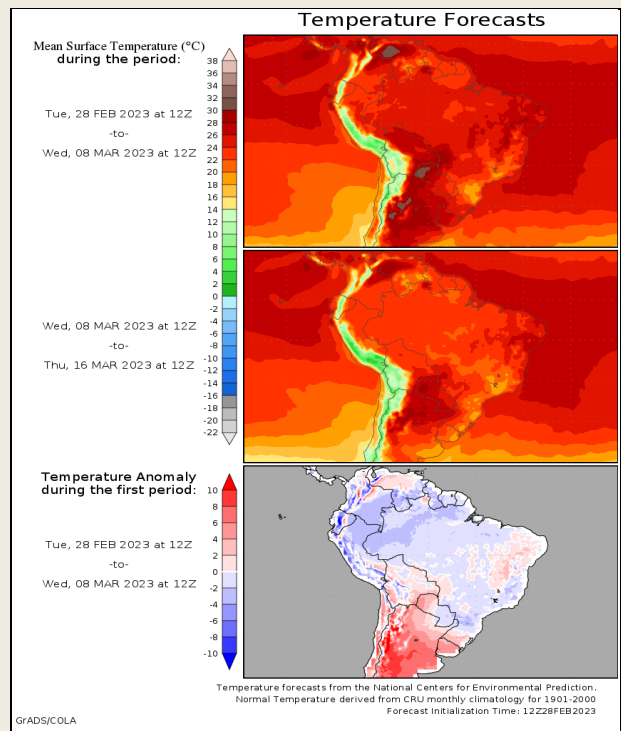 Temperature Forecasts
Mean Surface Temperature (°C)
during the period:
38
36
34
32
30
28
26
24
22
20
18
16
14
12
10
8
6
4
2
0
-2
-4
-6
-8
-10
-12
-14
-16
-18
-20
-22
Tue, 28 FEB 2023 at 12Z
-to-
Wed, 08 MAR 2023 at 12Z
Wed, 08 MAR 2023 at 12Z
-to-
Thu, 16 MAR 2023 at 12Z
Temperature Anomaly
during the first period:
10
8
6
4
2
0
-2
-4
-6
-8
-10
Tue, 28 FEB 2023 at 12Z
-to-
Wed, 08 MAR 2023 at 12Z
Temperature forecasts from the National Centers for Environmental Prediction.
Normal Temperature derived from CRU monthly climatology for 1901-2000
Forecast Initialization Time: 12Z28FEB2023
GrADS/COLA